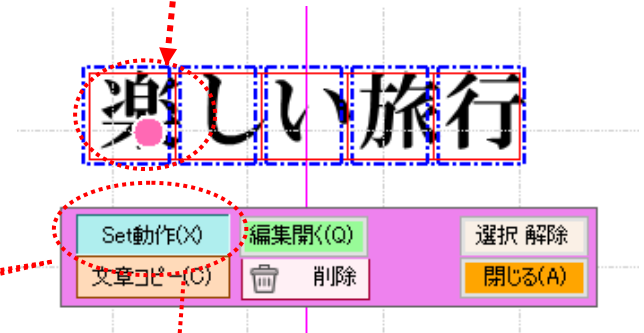 楽しい旅行
Set動作(X) 編集開く(Q) 選択 解除
文章コピー(C) 削除 閉じる(A)